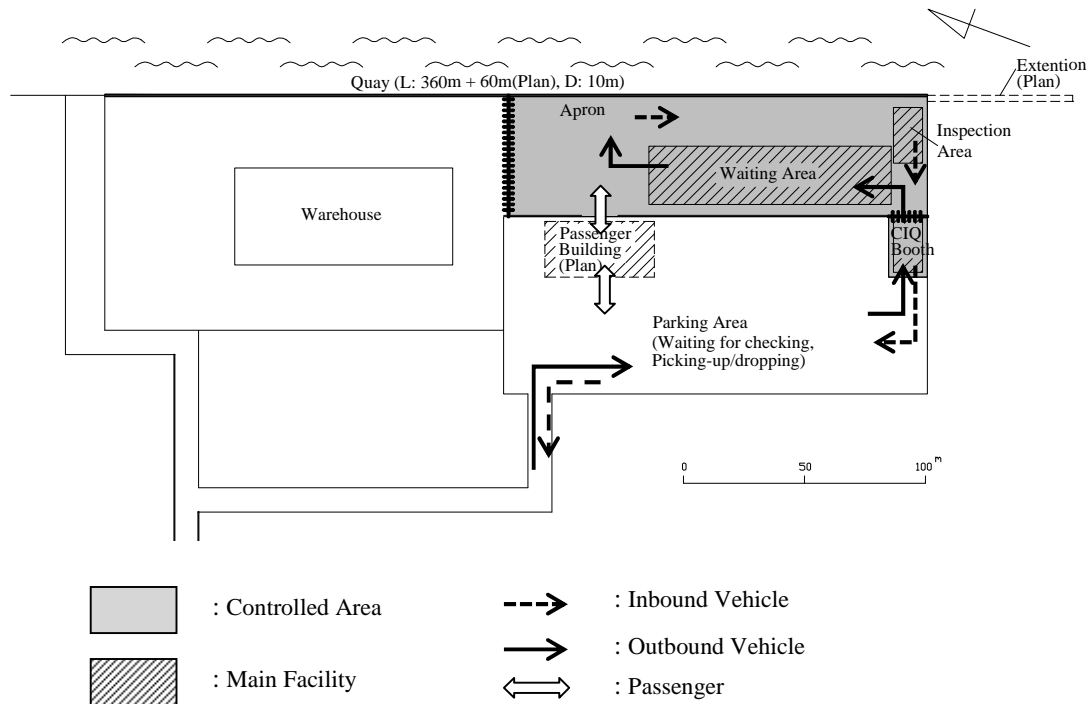 Quay (L: 360m + 60m(Plan), D: 10m)
Extention
(Plan)
Apron
Inspection
Area
Waiting Area
Warehouse
Passenger
Building
(Plan)
CIQ
Booth
Parking Area
(Waiting for checking,
Picking-up/dropping)
0 50 100 m
: Controlled Area
: Inbound Vehicle
: Outbound Vehicle
: Main Facility
: Passenger